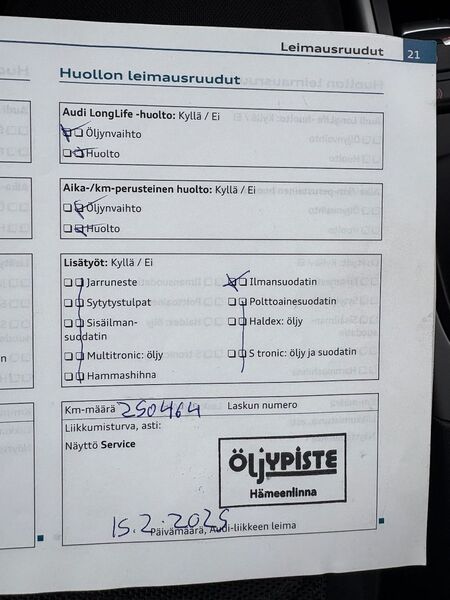 Leimausruudut 21
Huollon leimausruudut
Audi LongLife -huolto: Kyllä / Ei
Öljynvaihto
Huolto
Aika-/km-perusteinen huolto: Kyllä / Ei
Öljynvaihto
Huolto
Lisätyöt: Kyllä / Ei
Jarruneste
Ilmansuodatin
Sytytystulpat
Polttoainesuodatin
Sisäilman-
suodatin
Haldex: öljy
Multitronic: öljy
S tronic: öljy ja suodatin
Hammashihna
Km-määrä 250464 Laskun numero
Liikkumisturva, asti:
Näyttö Service
ÖLJYPISTE
Hämeenlinna
15.2.2025
Päivämäärä, Audi-liikkeen leima